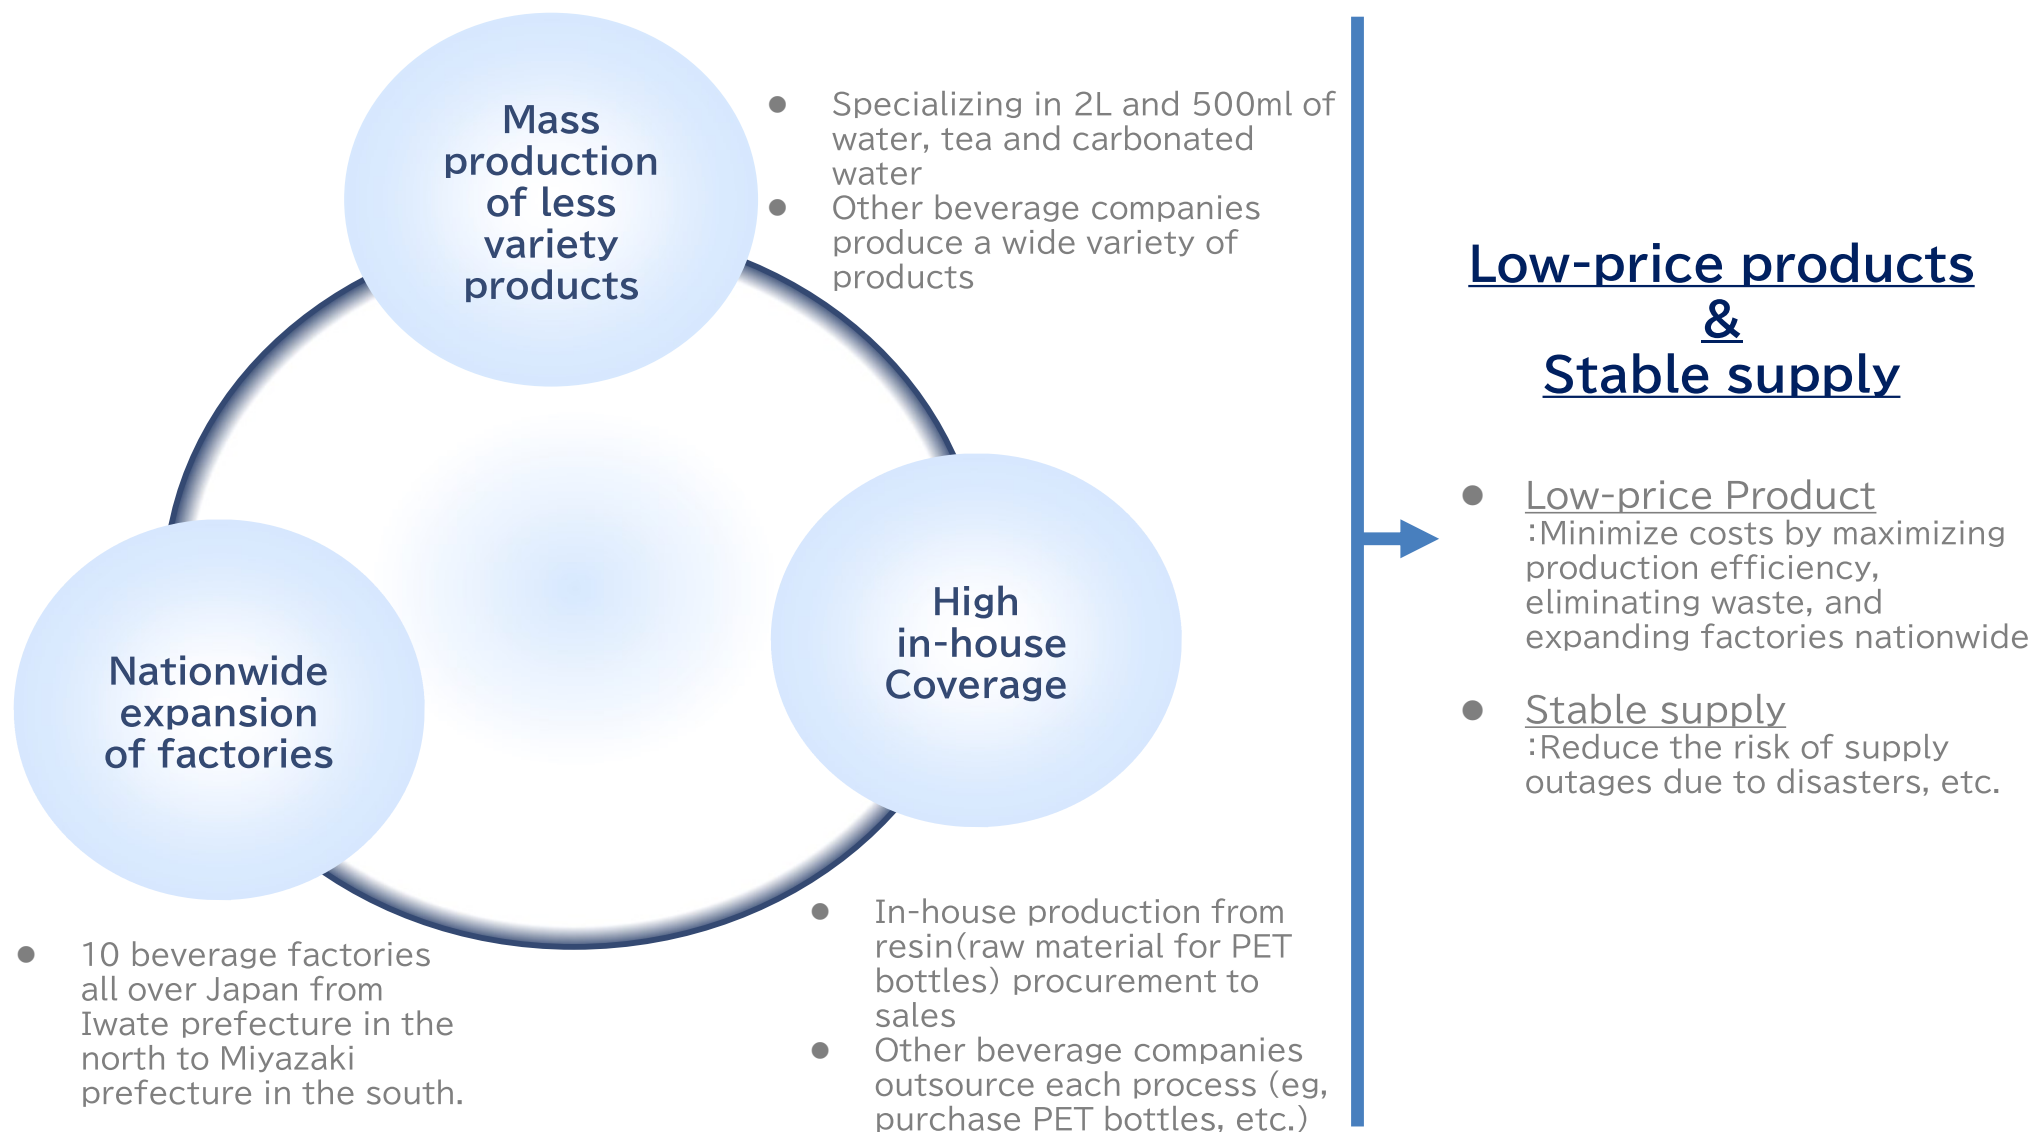 Mass
production
of less
variety
products
● Specializing in 2L and 500ml of
water, tea and carbonated
water
● Other beverage companies
produce a wide variety of
products
High
in-house
Coverage
● In-house production from
resin(raw material for PET
bottles) procurement to
sales
● Other beverage companies
outsource each process (eg,
purchase PET bottles, etc.)
Nationwide
expansion
of factories
● 10 beverage factories
all over Japan from
Iwate prefecture in the
north to Miyazaki
prefecture in the south.
Low-price products
&
Stable supply
● Low-price Product
:Minimize costs by maximizing
production efficiency,
eliminating waste, and
expanding factories nationwide
● Stable supply
:Reduce the risk of supply
outages due to disasters, etc.